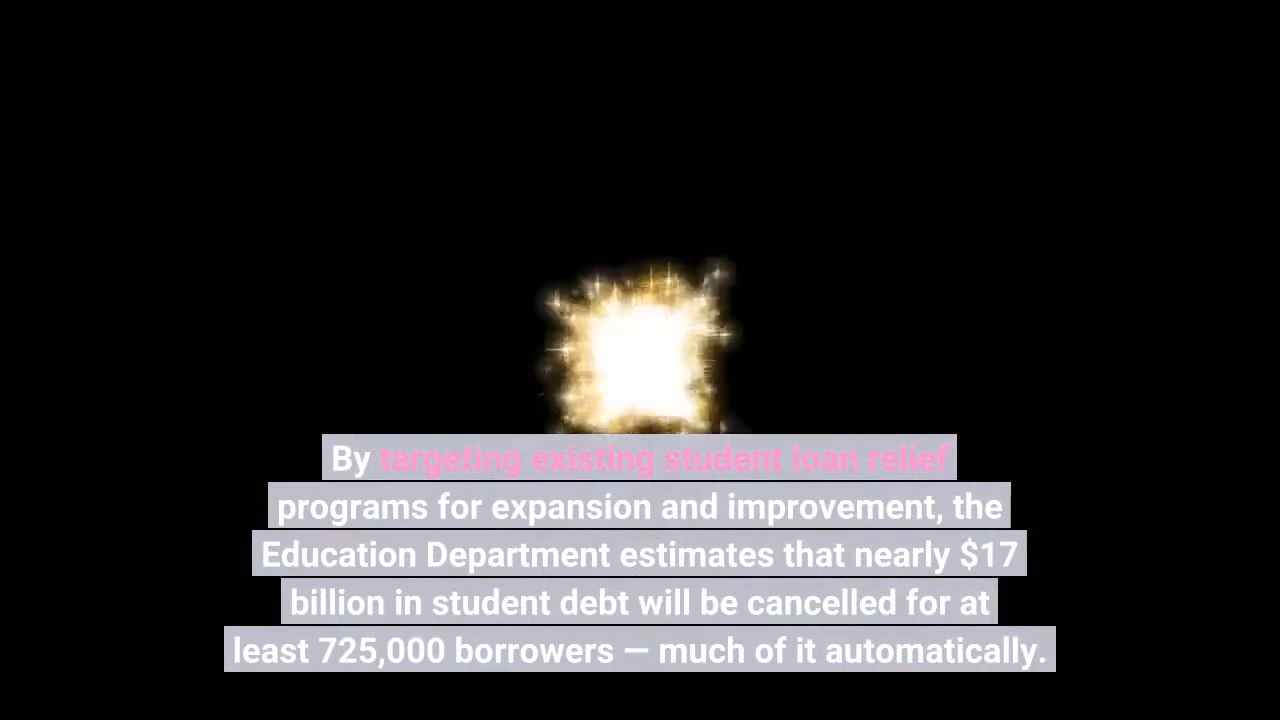 By targeting existing student loan relief
programs for expansion and improvement, the
Education Department estimates that nearly $17
billion in student debt will be cancelled for at
least 725,000 borrowers — much of it automatically.